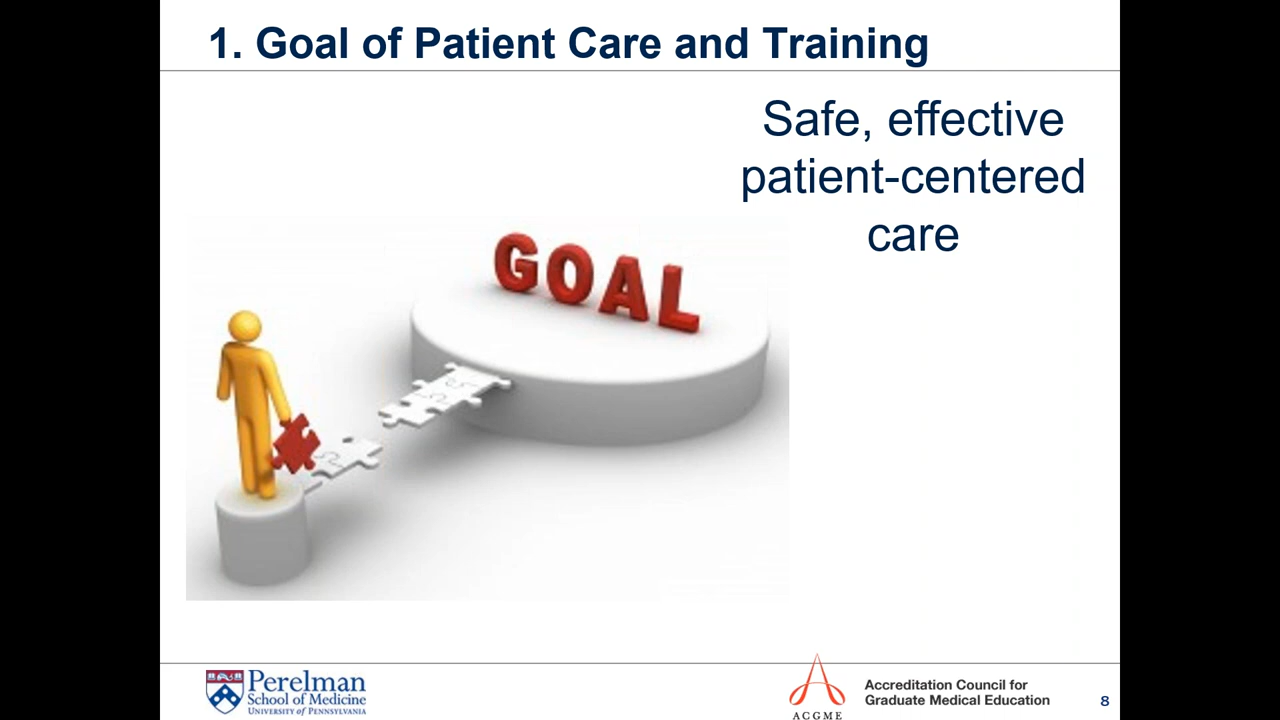 1. Goal of Patient Care and Training
Safe, effective
patient-centered
care
GOAL
Perelman
School of Medicine
UNIVERSITY of PENNSYLVANIA
ACGME
Accreditation Council for
Graduate Medical Education
8